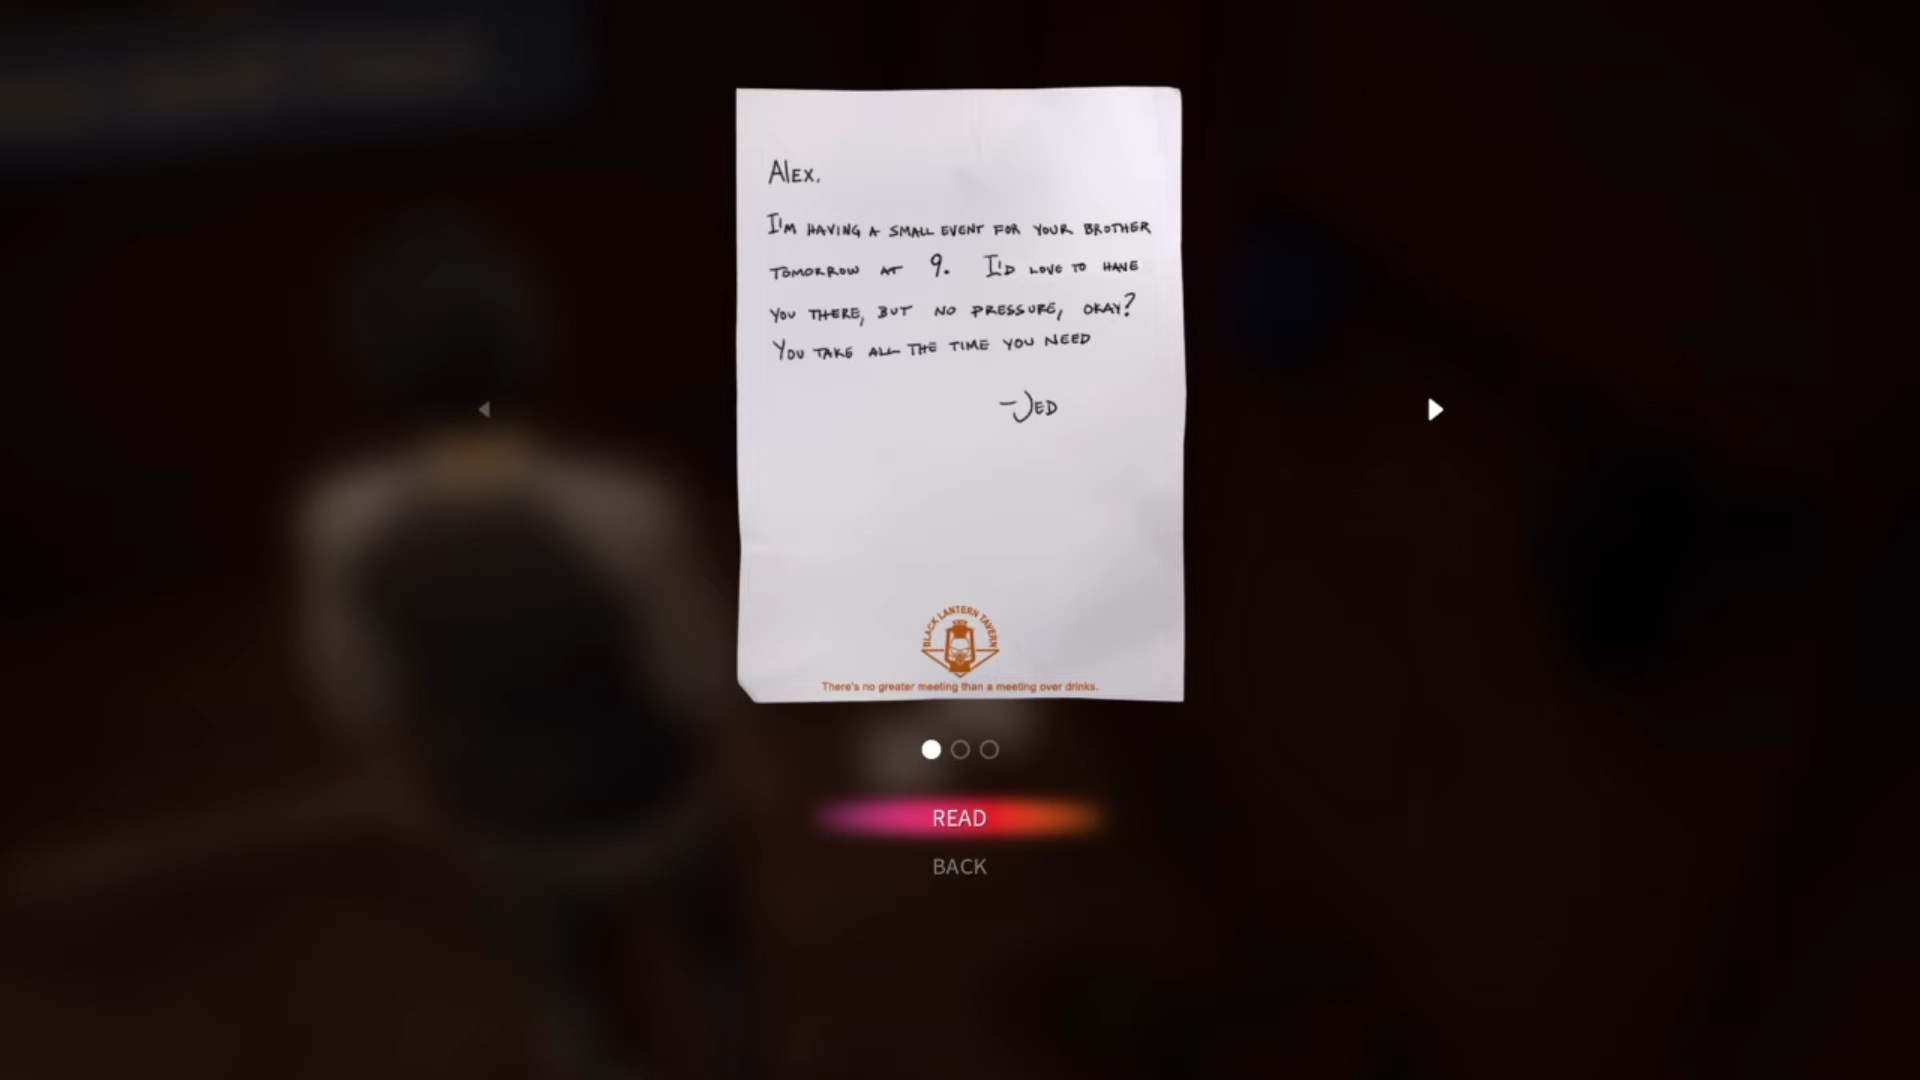 Alex,
I'm having a small event for your brother
tomorrow at 9. I'd love to have
you there, but no pressure, okay?
You take all the time you need
-Jed
BLACK LANTERN TAVERN
There's no greater meeting than a meeting over drinks.
READ
BACK